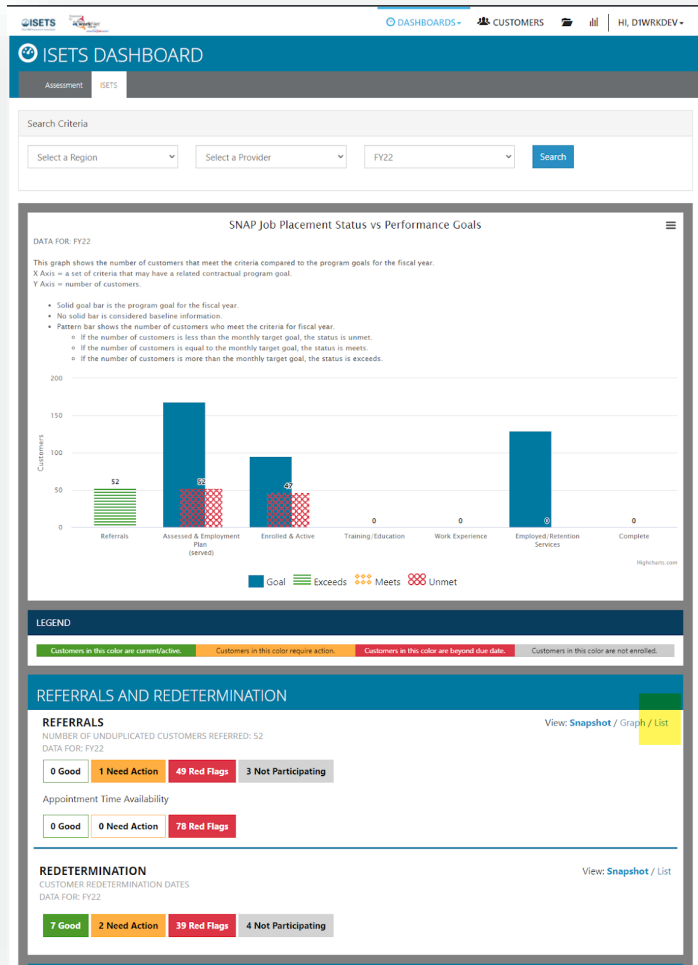 ISETS
DASHBOARDS
CUSTOMERS
HI, D1WRKDEV
ISETS DASHBOARD
Assessment
ISETS
Search Criteria
Select a Region
Select a Provider
FY22
Search
SNAP Job Placement Status vs Performance Goals
DATA FOR: FY22
This graph shows the number of customers that meet the criteria compared to the program goals for the fiscal year.
X Axis = a set of criteria that may have a related contractual program goal.
Y Axis = number of customers.
• Solid goal bar is the program goal for the fiscal year.
• No solid bar is considered baseline information.
• Pattern bar shows the number of customers who meet the criteria for fiscal year.
If the number of customers is less than the monthly target goal, the status is unmet.
If the number of customers is equal to the monthly target goal, the status is meets.
If the number of customers is more than the monthly target goal, the status is exceeds.
200
150
100
50
0
Customers
52
52
47
0
0
0
0
Referrals
Assessed & Employment
Plan
(served)
Enrolled & Active
Training/Education
Work Experience
Employed/Retention
Services
Complete
Highcharts.com
Goal
Exceeds
Meets
Unmet
LEGEND
Customers in this color are current/active.
Customers in this color require action.
Customers in this color are beyond due date.
Customers in this color are not enrolled.
REFERRALS AND REDETERMINATION
REFERRALS
View: Snapshot / Graph / List
NUMBER OF UNDUPLICATED CUSTOMERS REFERRED: 52
DATA FOR: FY22
0 Good
1 Need Action
49 Red Flags
3 Not Participating
Appointment Time Availability
0 Good
0 Need Action
78 Red Flags
REDETERMINATION
View: Snapshot / List
CUSTOMER REDETERMINATION DATES
DATA FOR: FY22
7 Good
2 Need Action
39 Red Flags
4 Not Participating